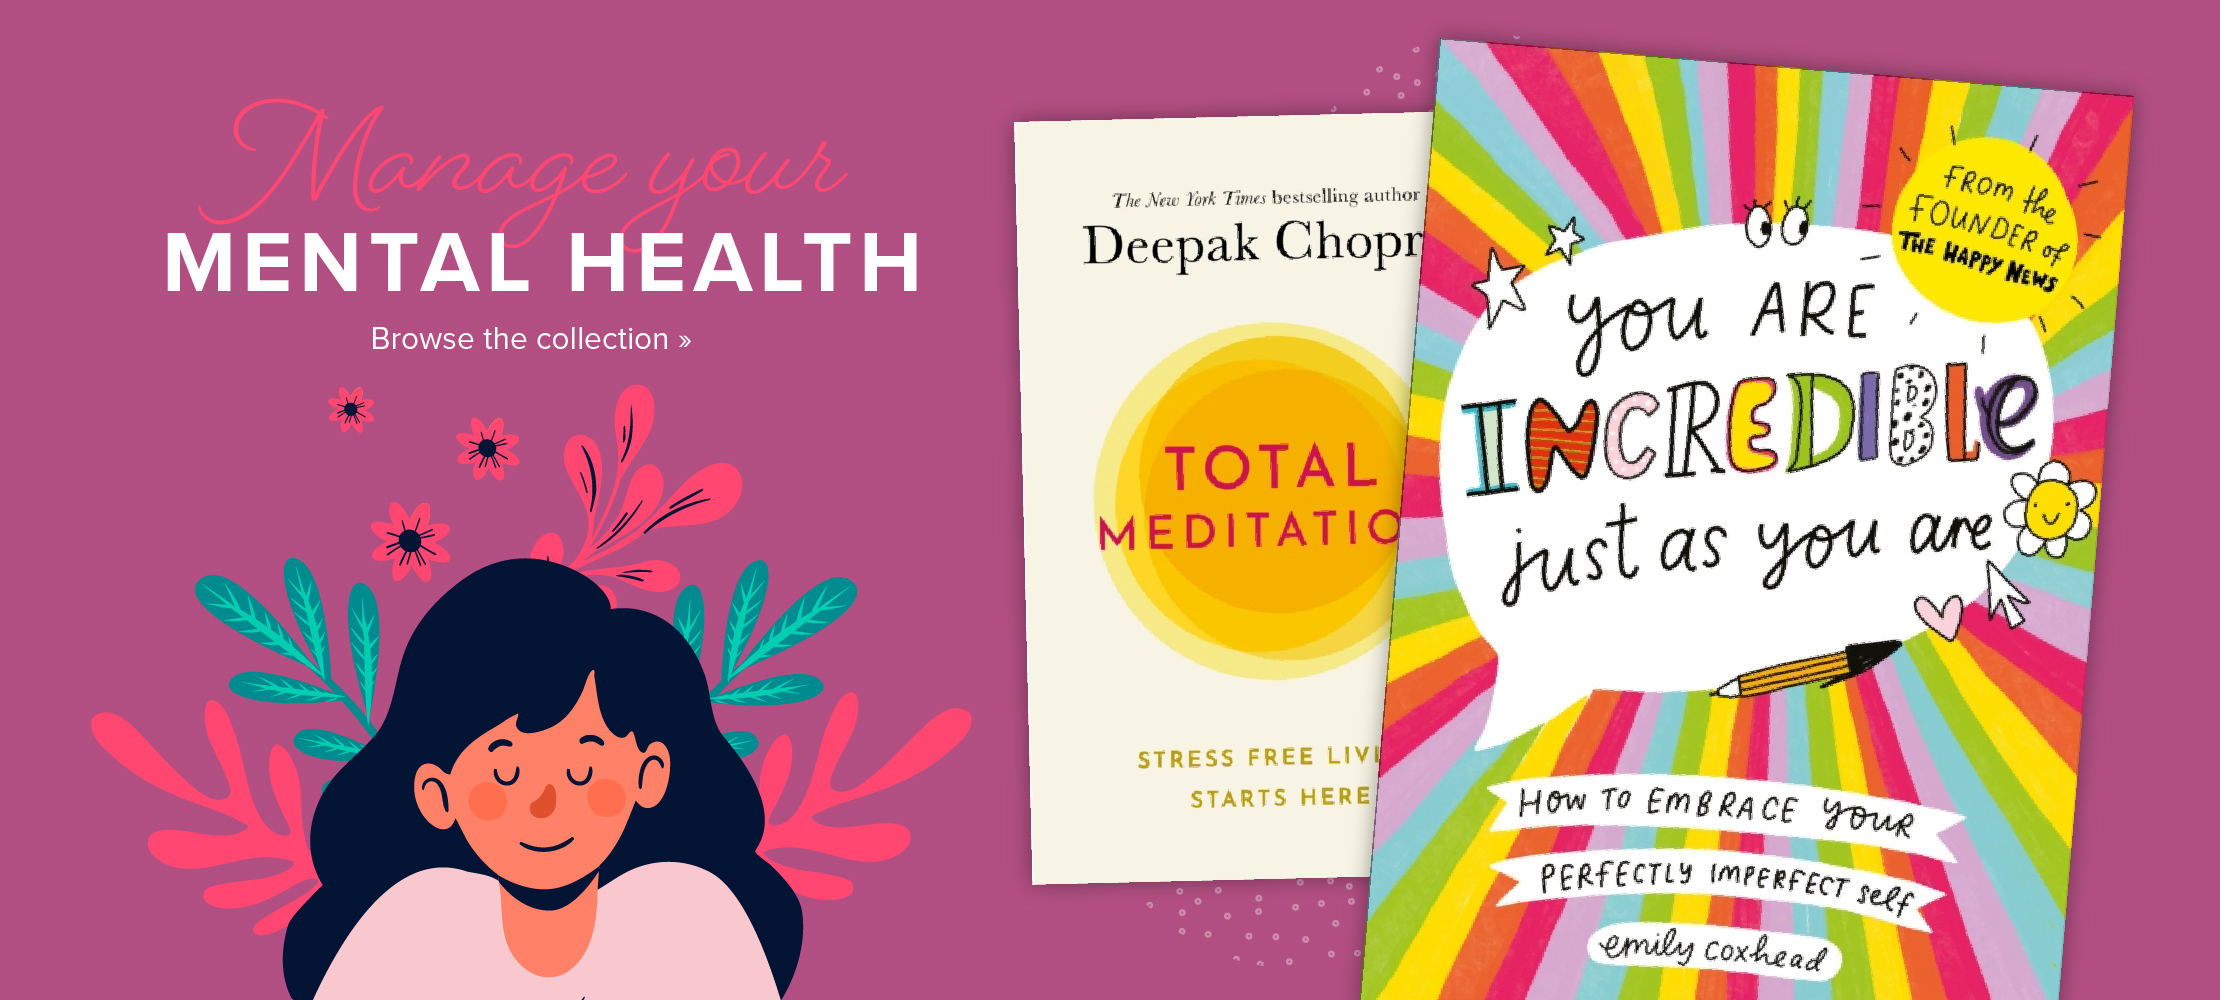 Manage your
MENTAL HEALTH
Browse the collection »
The New York Times bestselling author
Deepak Chopr
TOTAL
MEDITATIO
STRESS FREE LIVI
STARTS HERE
FROM the
FOUNDER of
THE HAPPY NEWS
you ARE
INCREDIBLe
just as you are
HOW TO EMBRACE YOUR
PERFECTLY IMPERFECT self
emily coxhead